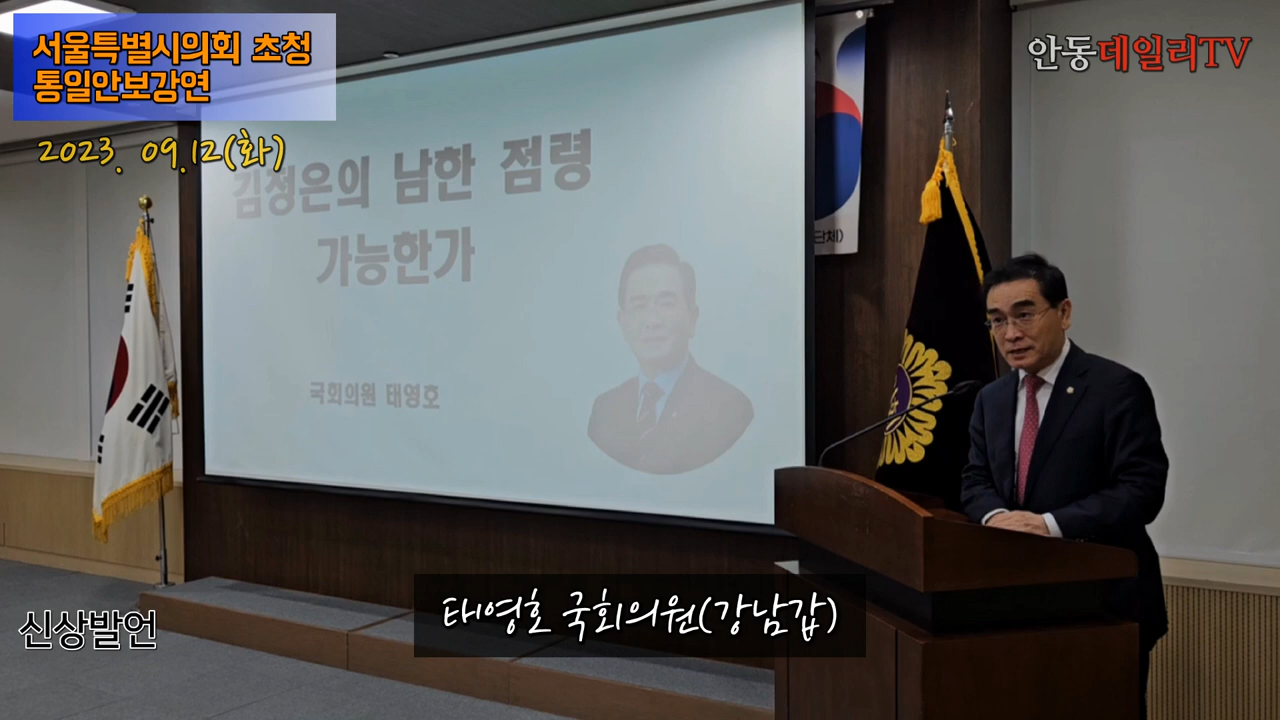 서울특별시의회 초청
통일안보강연
2023. 09.12(화)
안동데일리TV
김정은의 남한 점령
가능한가
국회의원 태영호
단체)
태영호 국회의원(강남갑)
신상발언